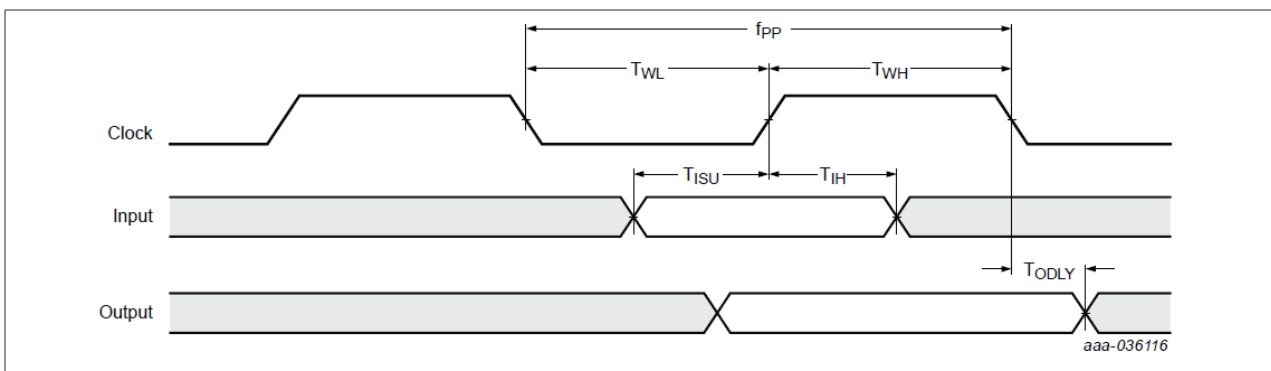 fPP
TWL
TWH
Clock
TISU
TIH
Input
TODLY
Output
aaa-036116